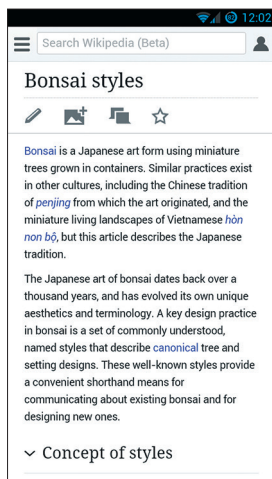 12:02
Search Wikipedia (Beta)
Bonsai styles
Bonsai is a Japanese art form using miniature
trees grown in containers. Similar practices exist
in other cultures, including the Chinese tradition
of penjing from which the art originated, and the
miniature living landscapes of Vietnamese hòn
non bộ, but this article describes the Japanese
tradition.
The Japanese art of bonsai dates back over a
thousand years, and has evolved its own unique
aesthetics and terminology. A key design practice
in bonsai is a set of commonly understood,
named styles that describe canonical tree and
setting designs. These well-known styles provide
a convenient shorthand means for
communicating about existing bonsai and for
designing new ones.
Concept of styles